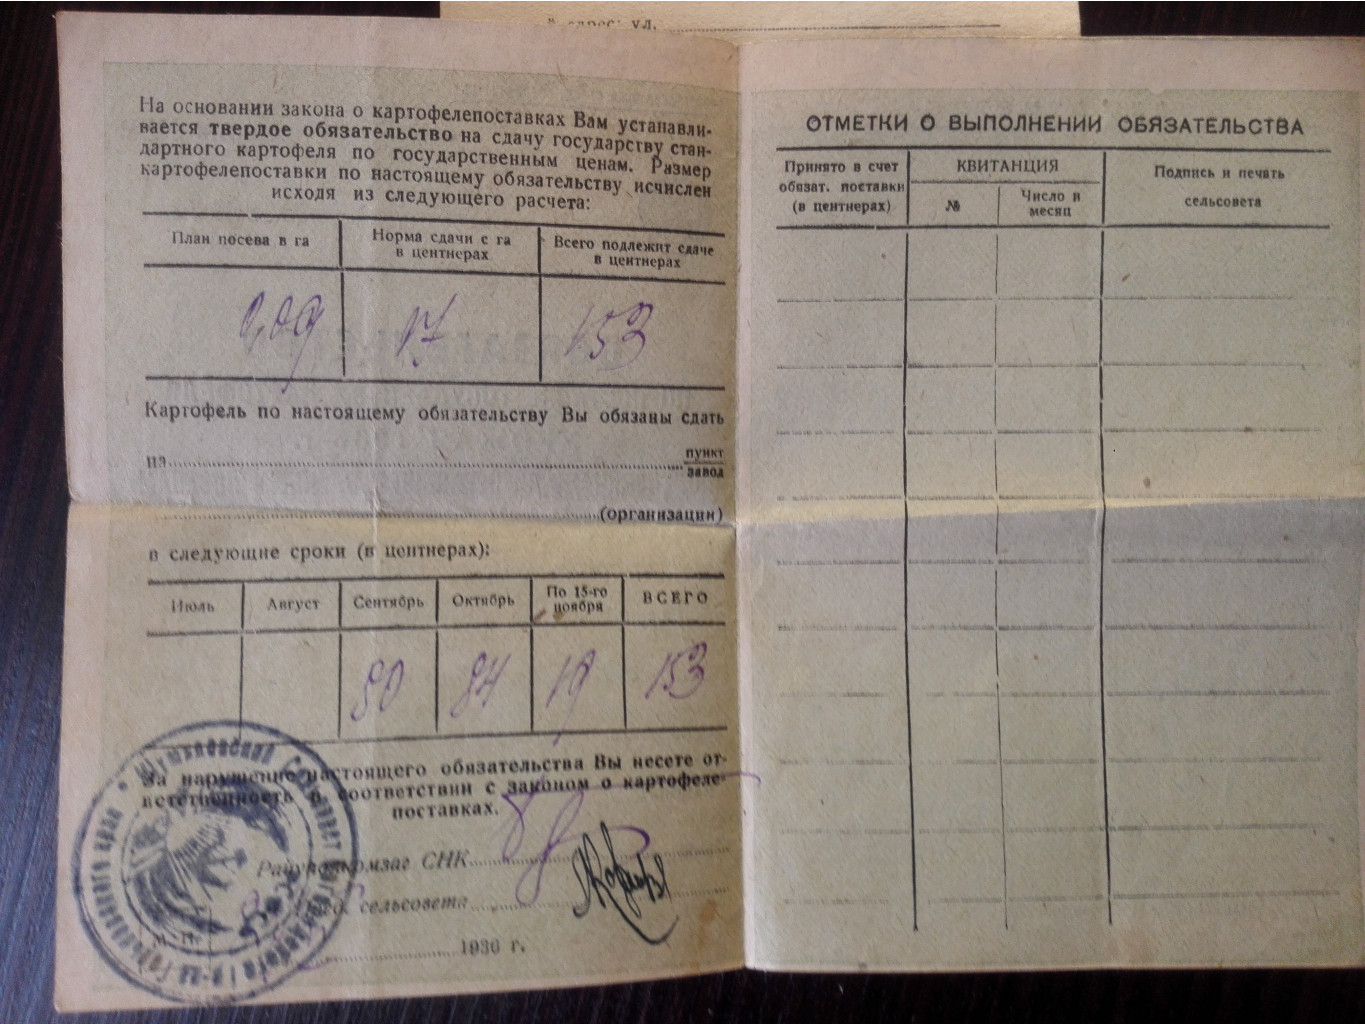 адрес: ул.
На основании закона о картофелепоставках Вам устанавли-
вается твердое обязательство на сдачу государству стан-
дартного картофеля по государственным ценам. Размер
картофелепоставки по настоящему обязательству исчислен
исходя из следующего расчета:
План посева в га
Норма сдачи с га
в центнерах
Всего подлежит сдаче
в центнерах
0,09 17 153
Картофель по настоящему обязательству Вы обязаны сдать
на
пункт
завод
(организации)
в следующие сроки (в центнерах):
Июль Август Сентябрь Октябрь По 15-го
ноября ВСЕГО
50 84 19 153
За нарушение настоящего обязательства Вы несете от-
ветственность в соответствии с законом о картофеле-
поставках.
Райуполкомзаг СНК
Пред. сельсовета
М. П.
1936 г.
ОТМЕТКИ О ВЫПОЛНЕНИИ ОБЯЗАТЕЛЬСТВА
Принято в счет
обязат. поставки
(в центнерах)
КВИТАНЦИЯ
№
Число и
месяц
Подпись и печать
сельсовета